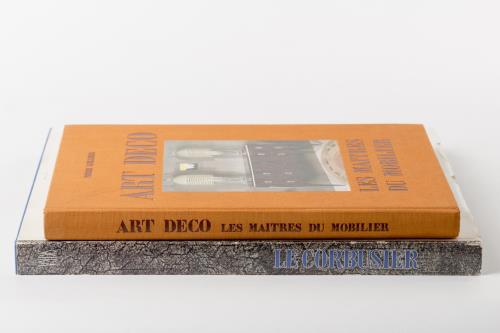 ART DECO
LES MAITRES
DU MOBILIER
ART DECO LES MAITRES DU MOBILIER
LE CORBUSIER